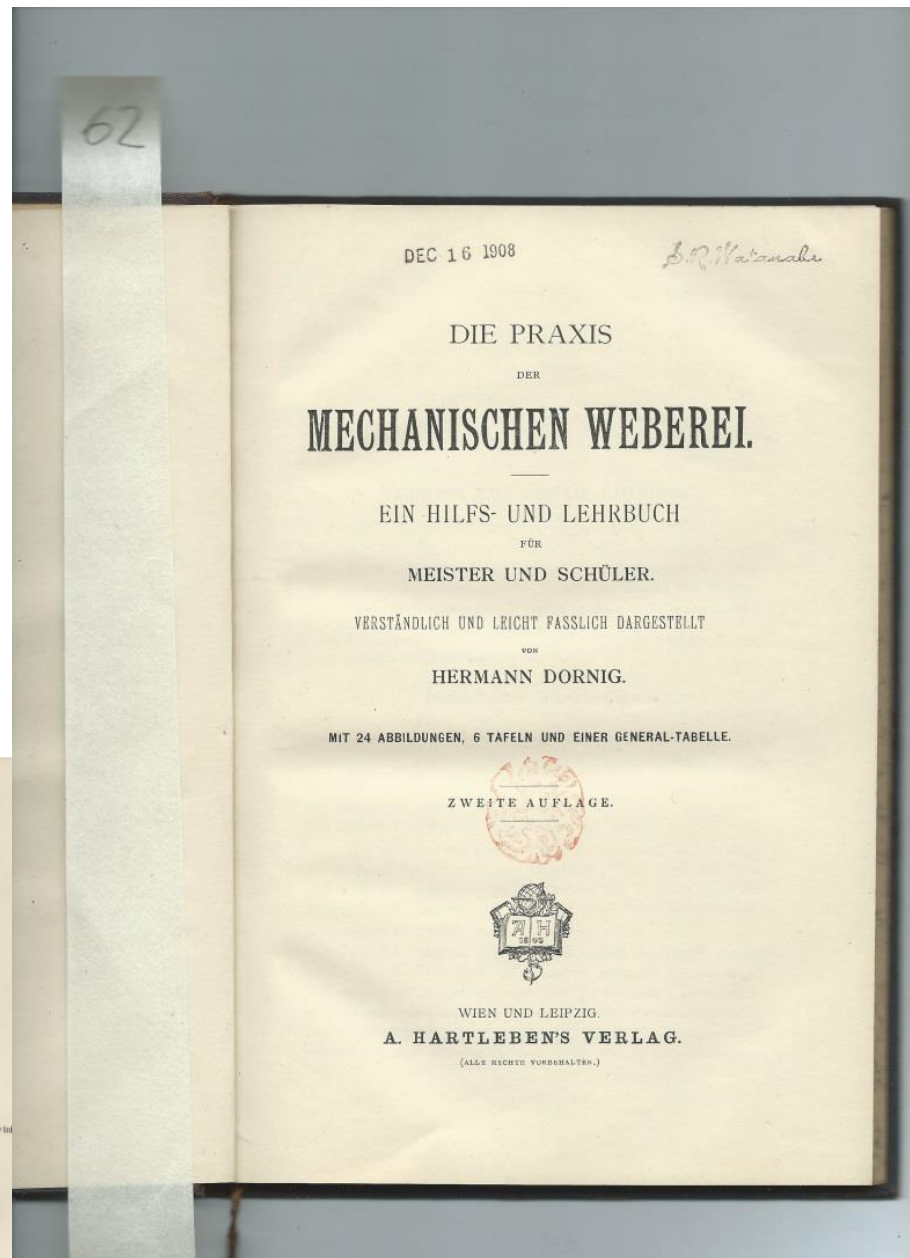 62
DEC 16 1908
S. R. Watanabe
DIE PRAXIS
DER
MECHANISCHEN WEBEREI.
EIN HILFS- UND LEHRBUCH
FÜR
MEISTER UND SCHÜLER.
VERSTÄNDLICH UND LEICHT FASSLICH DARGESTELLT
VON
HERMANN DORNIG.
MIT 24 ABBILDUNGEN, 6 TAFELN UND EINER GENERAL-TABELLE.
ZWEITE AUFLAGE.
A H
WIEN UND LEIPZIG.
A. HARTLEBEN'S VERLAG.
(ALLE RECHTE VORBEHALTEN.)